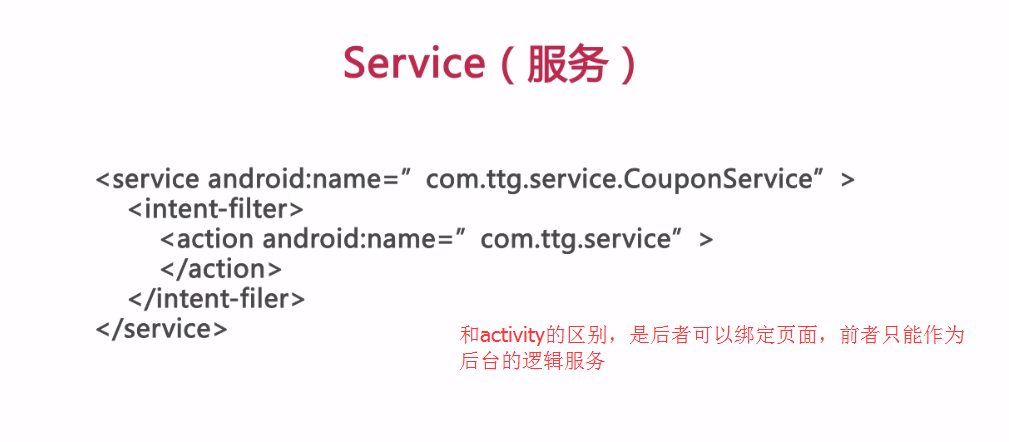 Service（服务）
<service android:name=” com.ttg.service.CouponService” >
<intent-filter>
<action android:name=” com.ttg.service” >
</action>
</intent-filer>
</service>
和activity的区别，是后者可以绑定页面，前者只能作为
后台的逻辑服务